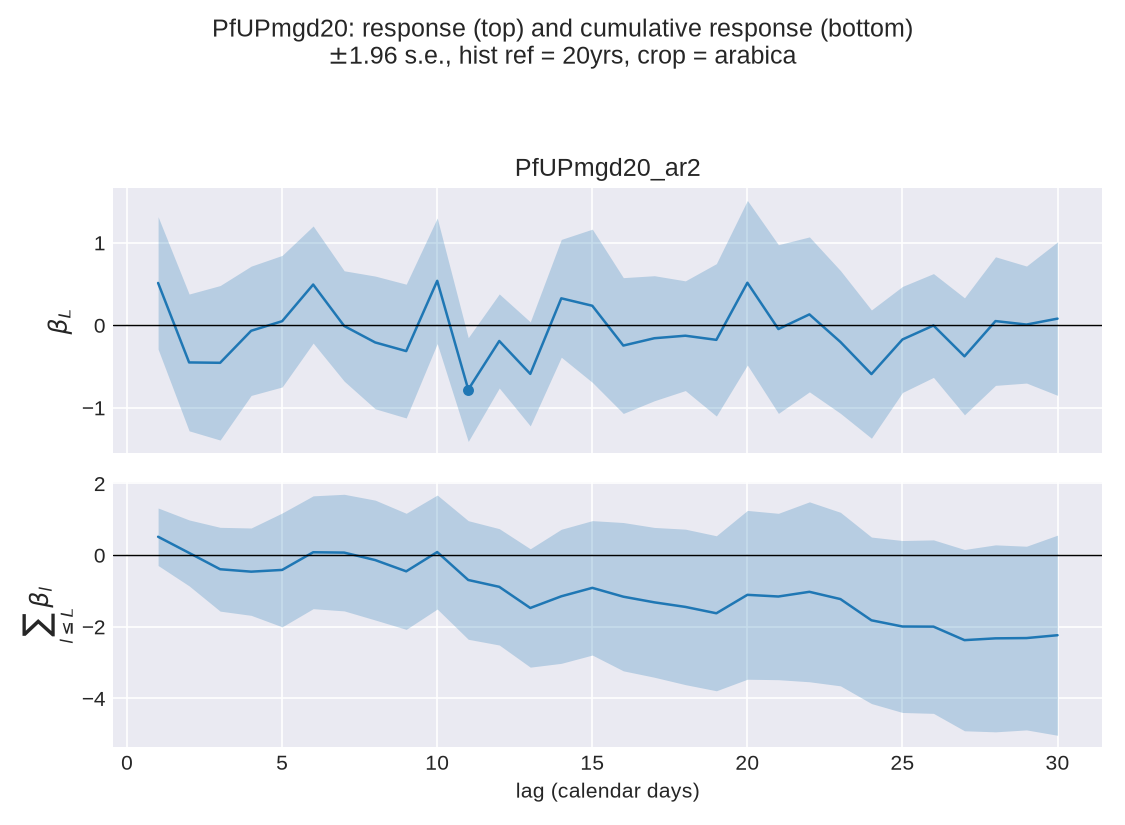 PfUPmgd20: response (top) and cumulative response (bottom)
±1.96 s.e., hist ref = 20yrs, crop = arabica
PfUPmgd20_ar2
1
0
−1
β_L
2
0
−2
−4
∑ β_l
l ≤ L
0 5 10 15 20 25 30
lag (calendar days)